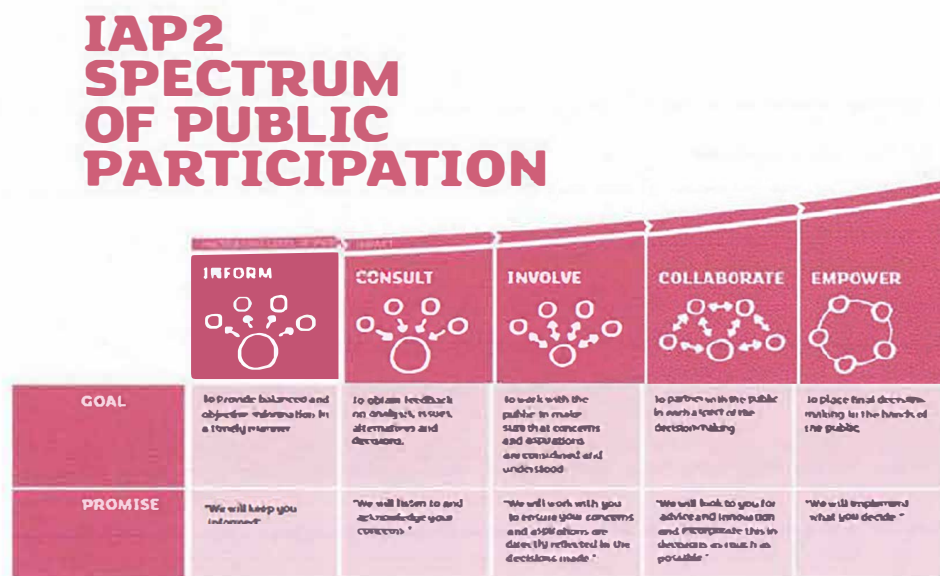 IAP2
SPECTRUM
OF PUBLIC
PARTICIPATION
INCREASING LEVEL OF IMPACT
INFORM
CONSULT
INVOLVE
COLLABORATE
EMPOWER
GOAL
To provide balanced and
objective information in
a timely manner
To obtain feedback
on analysis, issues,
alternatives and
decisions.
To work with the
public to make
sure that concerns
and aspirations
are considered and
understood
To partner with the public
in each aspect of the
decision-making
To place final decision-
making in the hands of
the public.
PROMISE
"We will keep you
informed"
"We will listen to and
acknowledge your
concerns."
"We will work with you
to ensure your concerns
and aspirations are
directly reflected in the
decisions made."
"We will look to you for
advice and innovation
and incorporate this in
decisions as much as
possible."
"We will implement
what you decide."